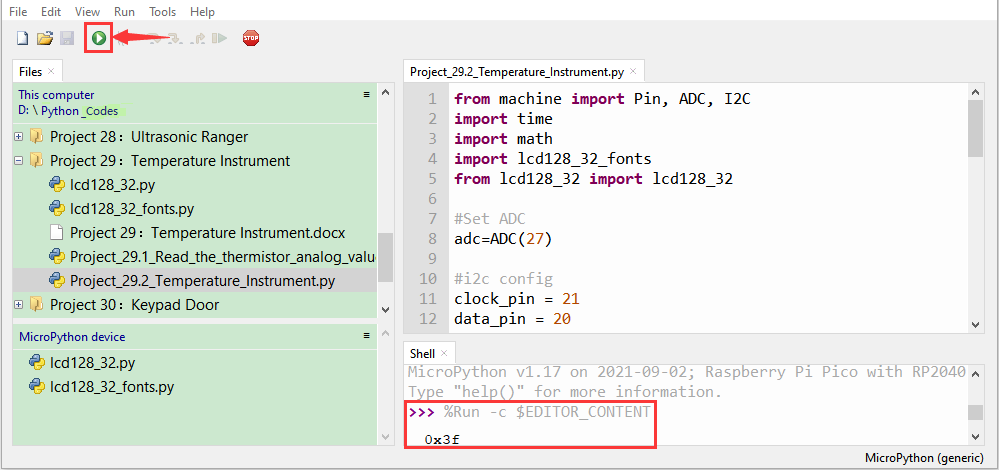 File Edit View Run Tools Help
STOP
Files ×
This computer ≡
D: \ Python _Codes
Project 28：Ultrasonic Ranger
Project 29：Temperature Instrument
lcd128_32.py
lcd128_32_fonts.py
Project 29：Temperature Instrument.docx
Project_29.1_Read_the_thermistor_analog_valu
Project_29.2_Temperature_Instrument.py
Project 30：Keypad Door
MicroPython device ≡
lcd128_32.py
lcd128_32_fonts.py
Project_29.2_Temperature_Instrument.py ×
1 from machine import Pin, ADC, I2C
2 import time
3 import math
4 import lcd128_32_fonts
5 from lcd128_32 import lcd128_32
6
7 #Set ADC
8 adc=ADC(27)
9
10 #i2c config
11 clock_pin = 21
12 data_pin = 20
Shell ×
MicroPython v1.17 on 2021-09-02; Raspberry Pi Pico with RP2040
Type "help()" for more information.
>>> %Run -c $EDITOR_CONTENT
0x3f
MicroPython (generic)